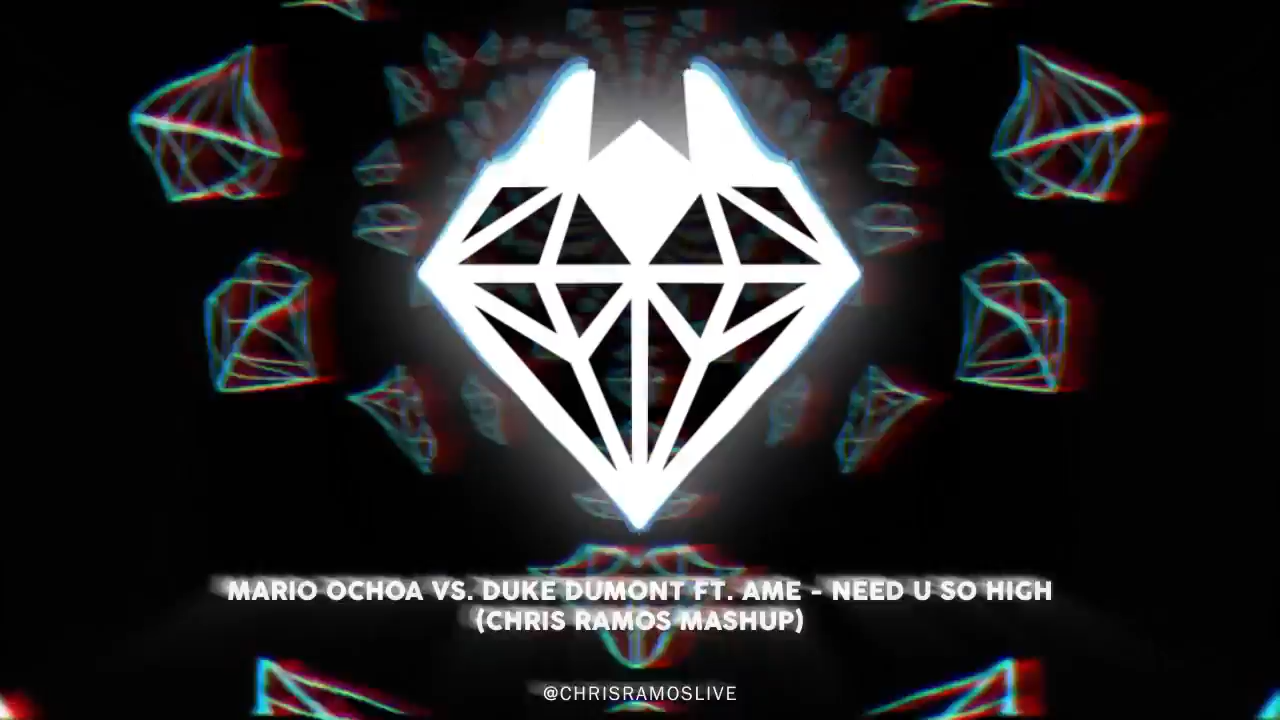 MARIO OCHOA VS. DUKE DUMONT FT. AME - NEED U SO HIGH
(CHRIS RAMOS MASHUP)
@CHRISRAMOSLIVE